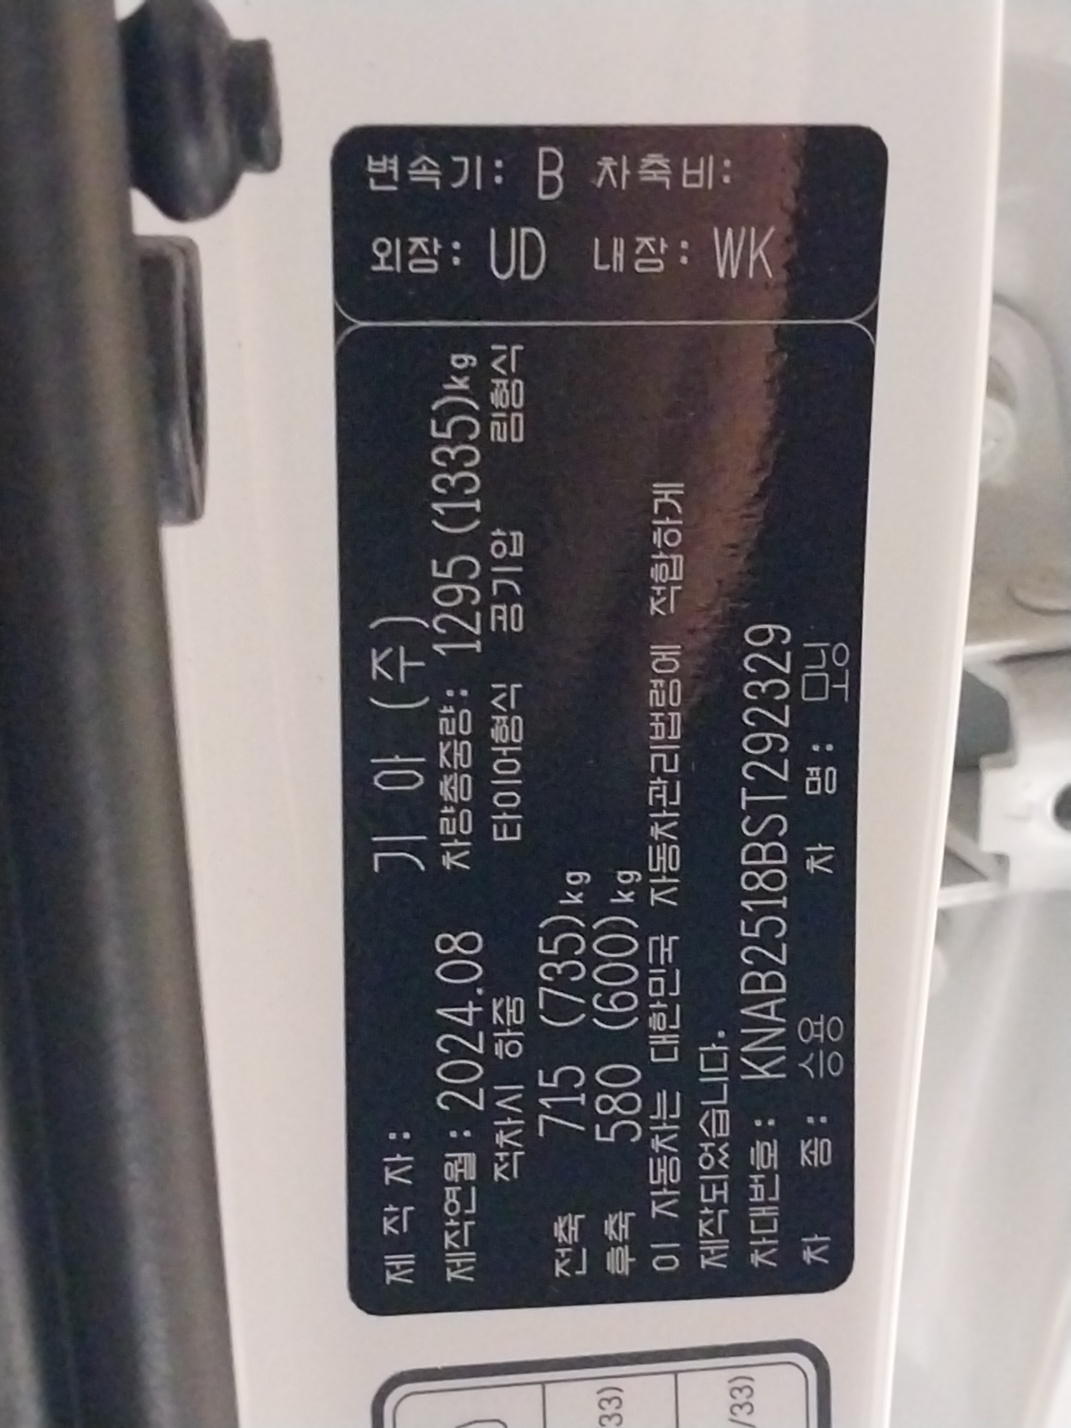 변속기: B 차축비:
외장: UD 내장: WK
제 작 자: 기 아 (주)
제작연월: 2024.08 차량총중량: 1295 (1335)kg
적차시 하중 타이어형식 공기압 림형식
전축 715 (735)kg
후축 580 (600)kg
이 자동차는 대한민국 자동차관리법령에 적합하게
제작되었습니다.
차대번호: KNAB2518BST292329
차 종: 승용 차 명: 모닝
33)
/33)